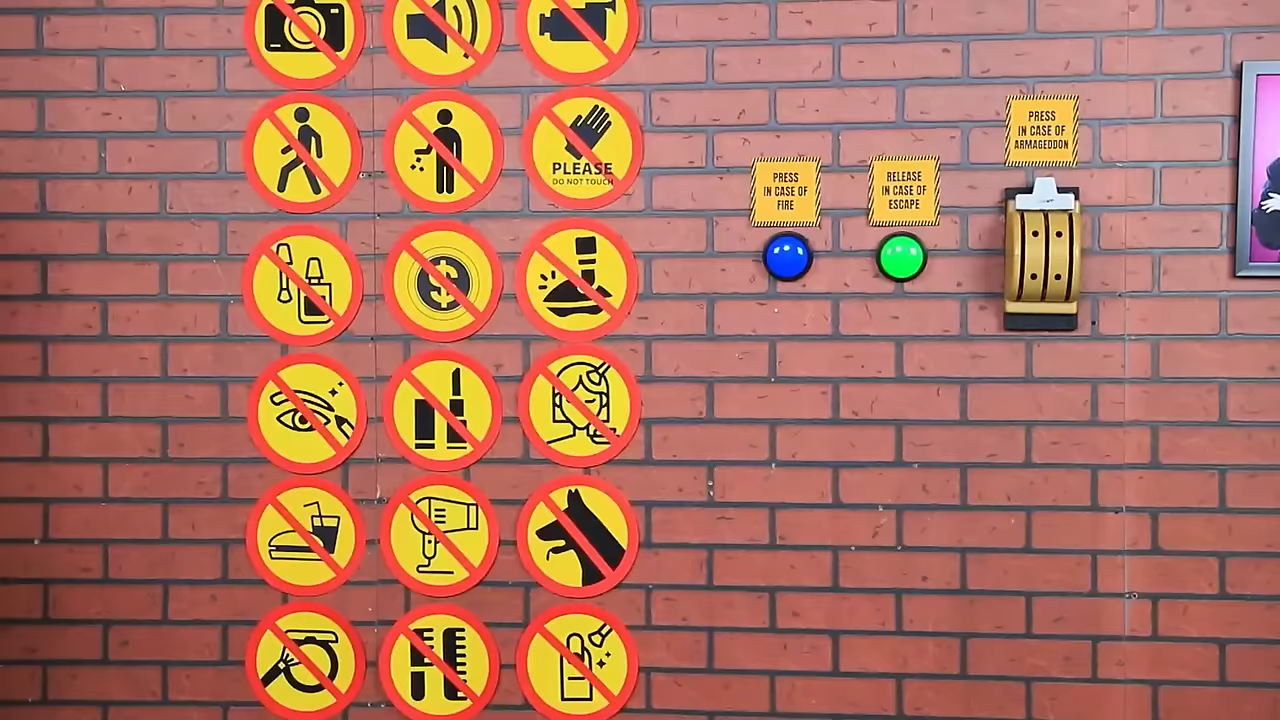 PRESS
IN CASE OF
ARMAGEDDON
PLEASE
DO NOT TOUCH
PRESS
IN CASE OF
FIRE
RELEASE
IN CASE OF
ESCAPE
$